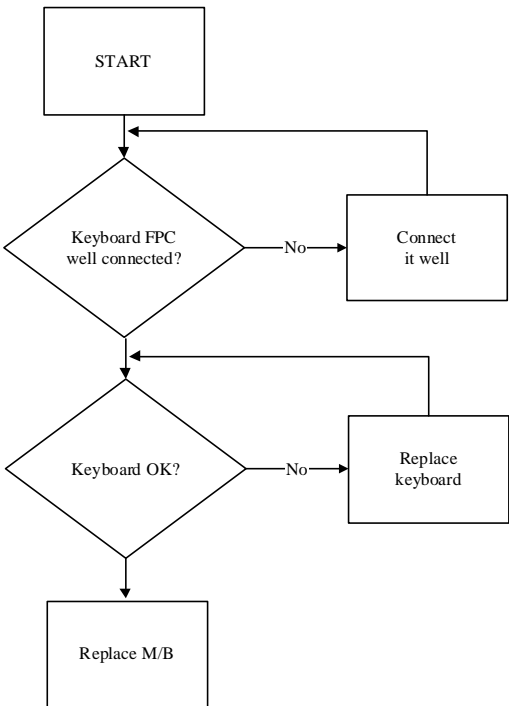 START
Keyboard FPC
well connected?
No
Connect
it well
Keyboard OK?
No
Replace
keyboard
Replace M/B